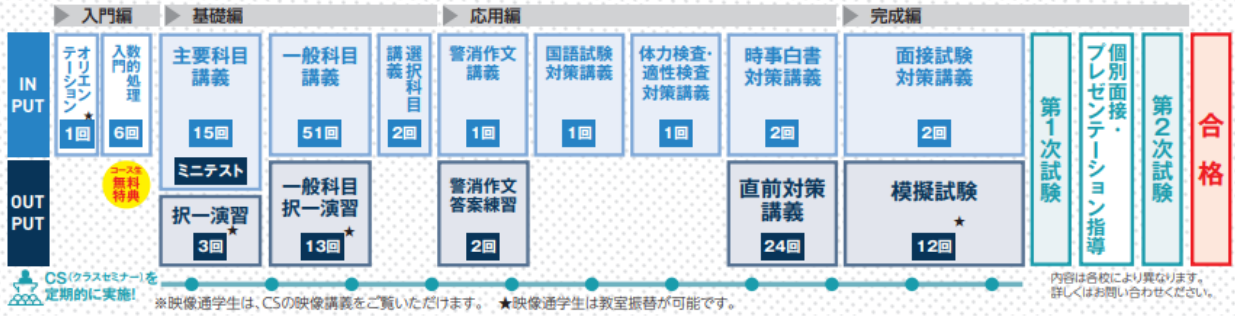 入門編
基礎編
応用編
完成編
IN
PUT
オリエン
テーション
★
1回
数的処理
入門
6回
コース生
無料
特典
主要科目
講義
15回
ミニテスト
一般科目
講義
51回
選択科目
講義
2回
警消作文
講義
1回
国語試験
対策講義
1回
体力検査・
適性検査
対策講義
1回
時事白書
対策講義
2回
面接試験
対策講義
2回
OUT
PUT
択一演習
★
3回
一般科目
択一演習
★
13回
警消作文
答案練習
2回
直前対策
講義
24回
模擬試験
★
12回
第1次試験
個別面接・
プレゼンテーション指導
第2次試験
合格
CS(クラスセミナー)を
定期的に実施!
※映像通学生は、CSの映像講義をご覧いただけます。 ★映像通学生は教室振替が可能です。
内容は各校により異なります。
詳しくはお問い合わせください。